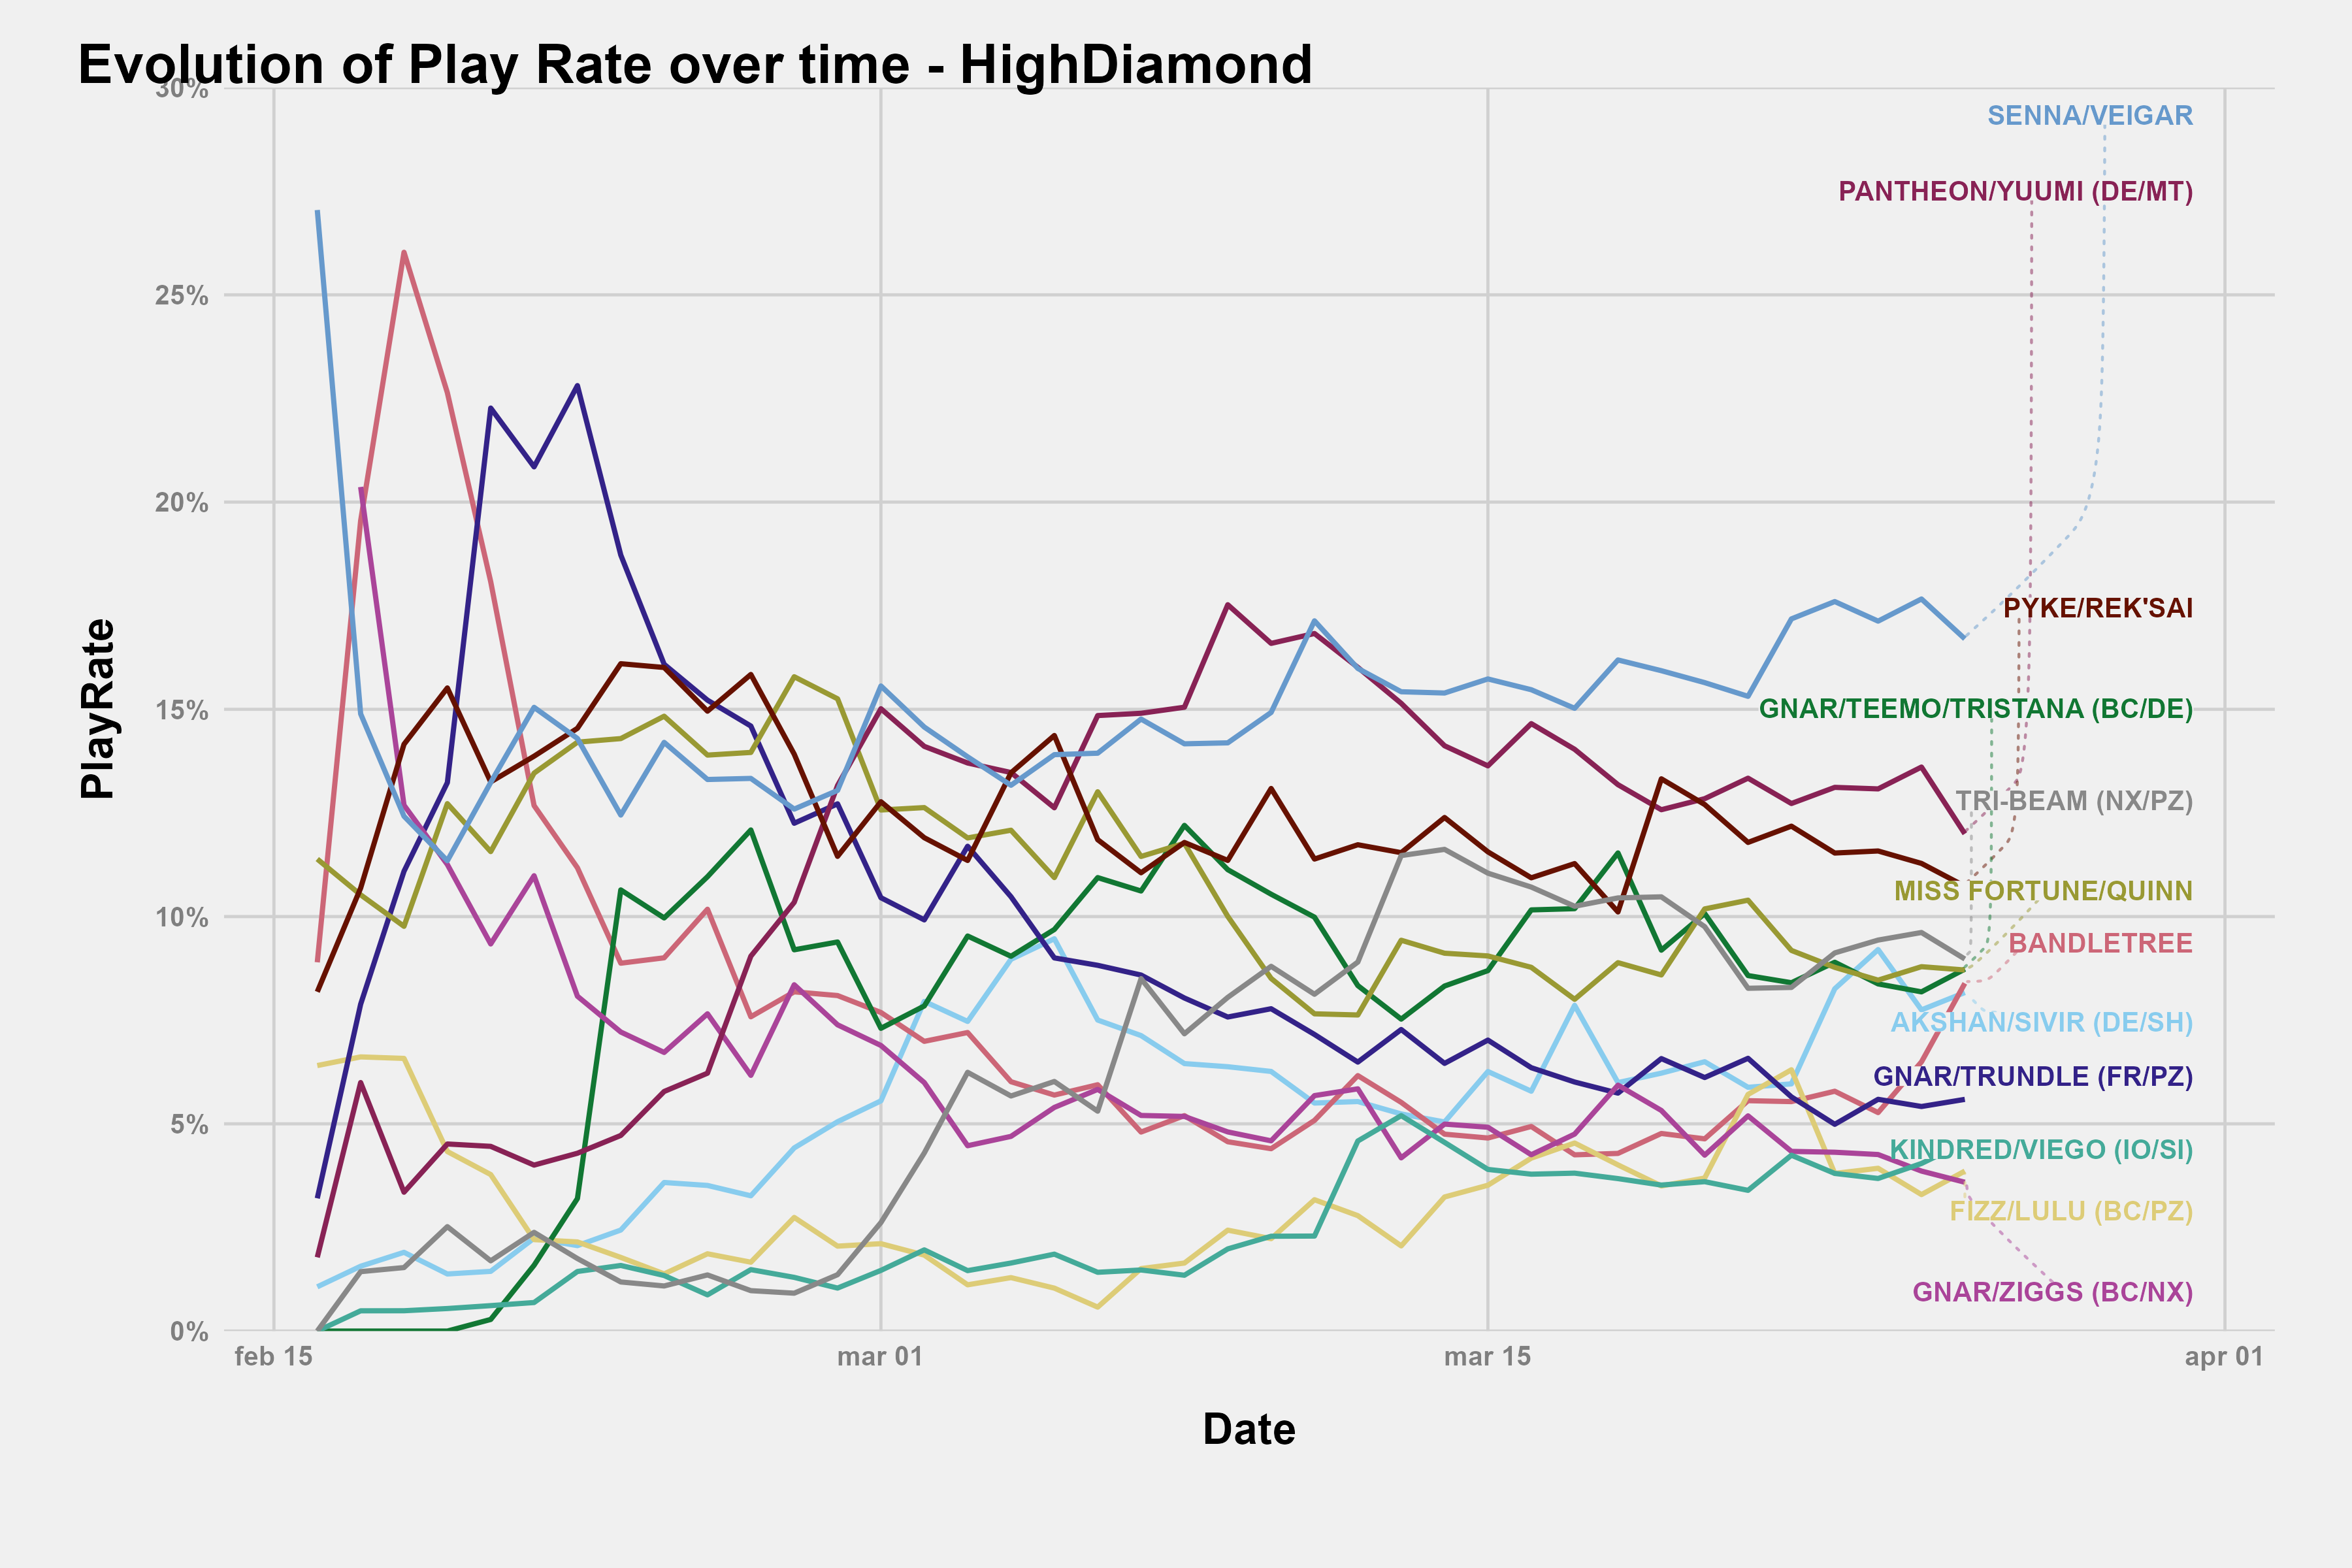 Evolution of Play Rate over time - HighDiamond
30%
SENNA/VEIGAR
PANTHEON/YUUMI (DE/MT)
25%
20%
PYKE/REK'SAI
15%
GNAR/TEEMO/TRISTANA (BC/DE)
TRI-BEAM (NX/PZ)
MISS FORTUNE/QUINN
10%
BANDLETREE
AKSHAN/SIVIR (DE/SH)
GNAR/TRUNDLE (FR/PZ)
5%
KINDRED/VIEGO (IO/SI)
FIZZ/LULU (BC/PZ)
GNAR/ZIGGS (BC/NX)
0%
PlayRate
feb 15
mar 01
mar 15
apr 01
Date